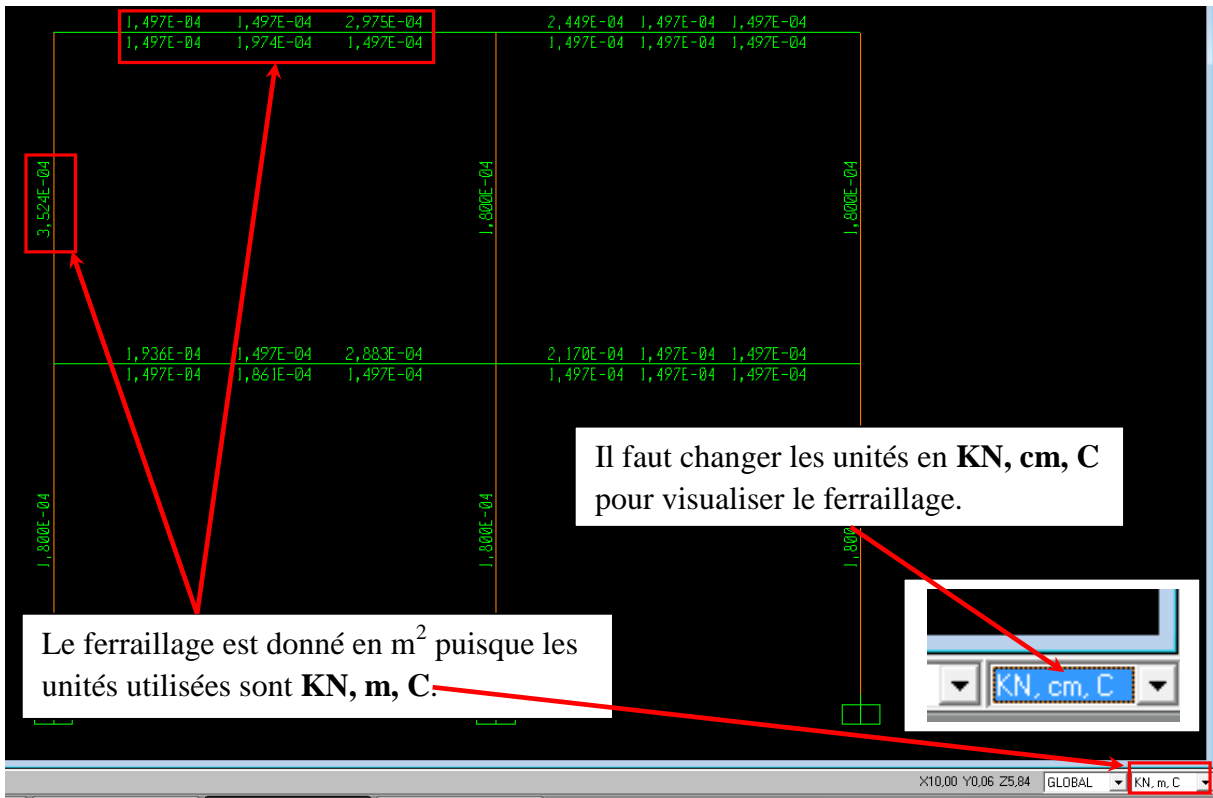 1,497E-04 1,497E-04 2,975E-04 2,449E-04 1,497E-04 1,497E-04
1,497E-04 1,974E-04 1,497E-04 1,497E-04 1,497E-04 1,497E-04
3,524E-04
1,800E-04
1,800E-04
1,936E-04 1,497E-04 2,883E-04 2,170E-04 1,497E-04 1,497E-04
1,497E-04 1,861E-04 1,497E-04 1,497E-04 1,497E-04 1,497E-04
Il faut changer les unités en KN, cm, C
pour visualiser le ferraillage.
1,800E-04
1,800E-04
1,800
Le ferraillage est donné en m² puisque les
unités utilisées sont KN, m, C.
KN, cm, C
X10,00 Y0,06 Z5,84 GLOBAL KN, m, C